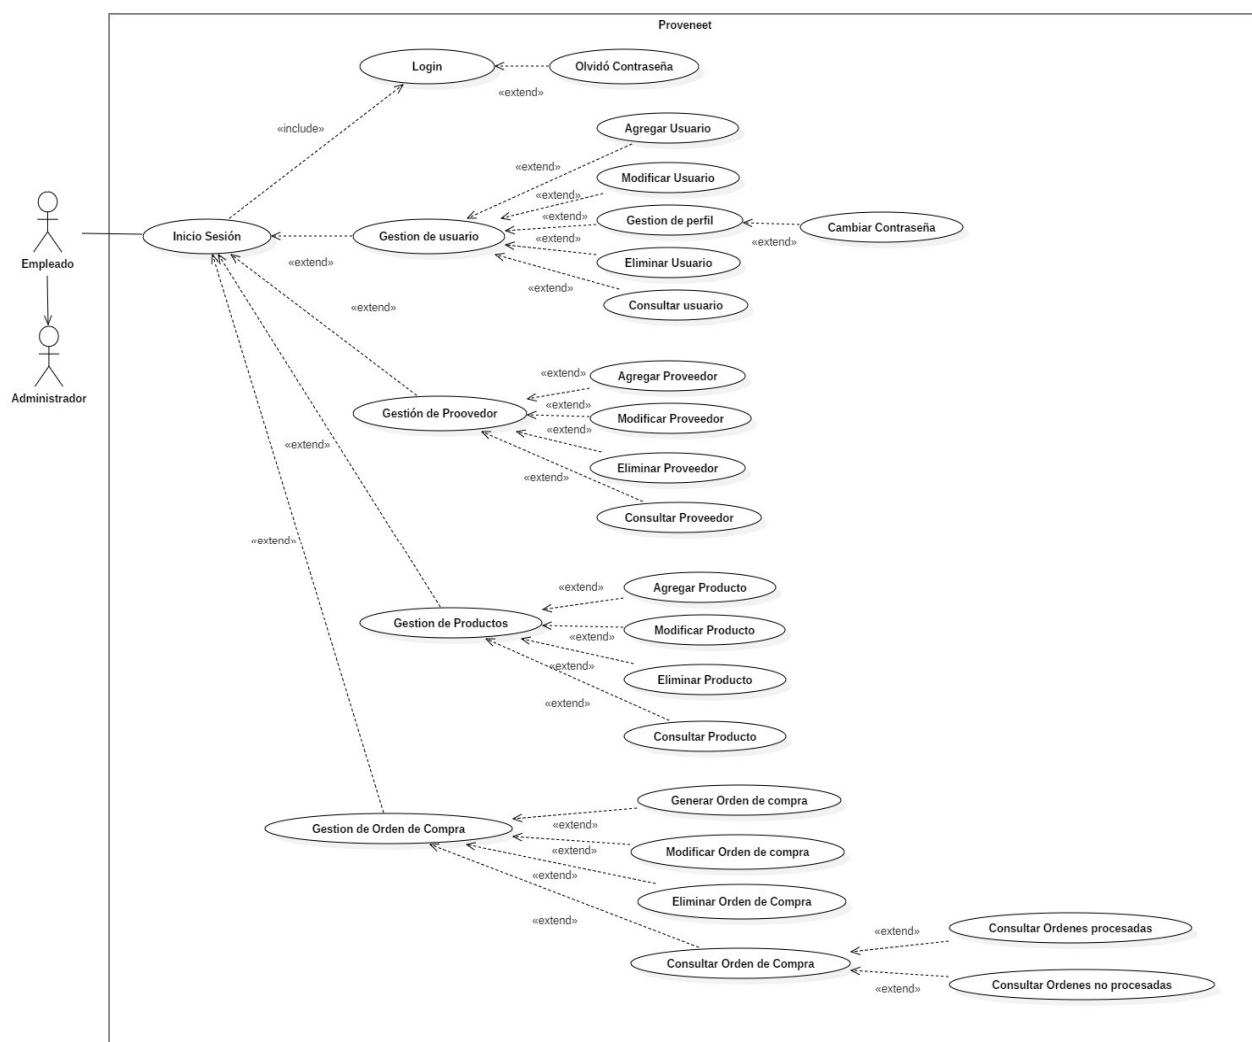 Proveneet
Login
Olvidó Contraseña
«extend»
«include»
Agregar Usuario
«extend»
Modificar Usuario
«extend»
Gestion de perfil
«extend»
Cambiar Contraseña
«extend»
Inicio Sesión
Gestion de usuario
«extend»
«extend»
Eliminar Usuario
«extend»
Consultar usuario
Empleado
Administrador
«extend»
«extend»
Agregar Proveedor
«extend»
Gestión de Proovedor
Modificar Proveedor
«extend»
«extend»
Eliminar Proveedor
«extend»
Consultar Proveedor
«extend»
«extend»
Agregar Producto
Gestion de Productos
Modificar Producto
«extend»
«extend»
Eliminar Producto
«extend»
Consultar Producto
Generar Orden de compra
«extend»
Gestion de Orden de Compra
Modificar Orden de compra
«extend»
«extend»
Eliminar Orden de Compra
«extend»
Consultar Orden de Compra
«extend»
Consultar Ordenes procesadas
«extend»
Consultar Ordenes no procesadas